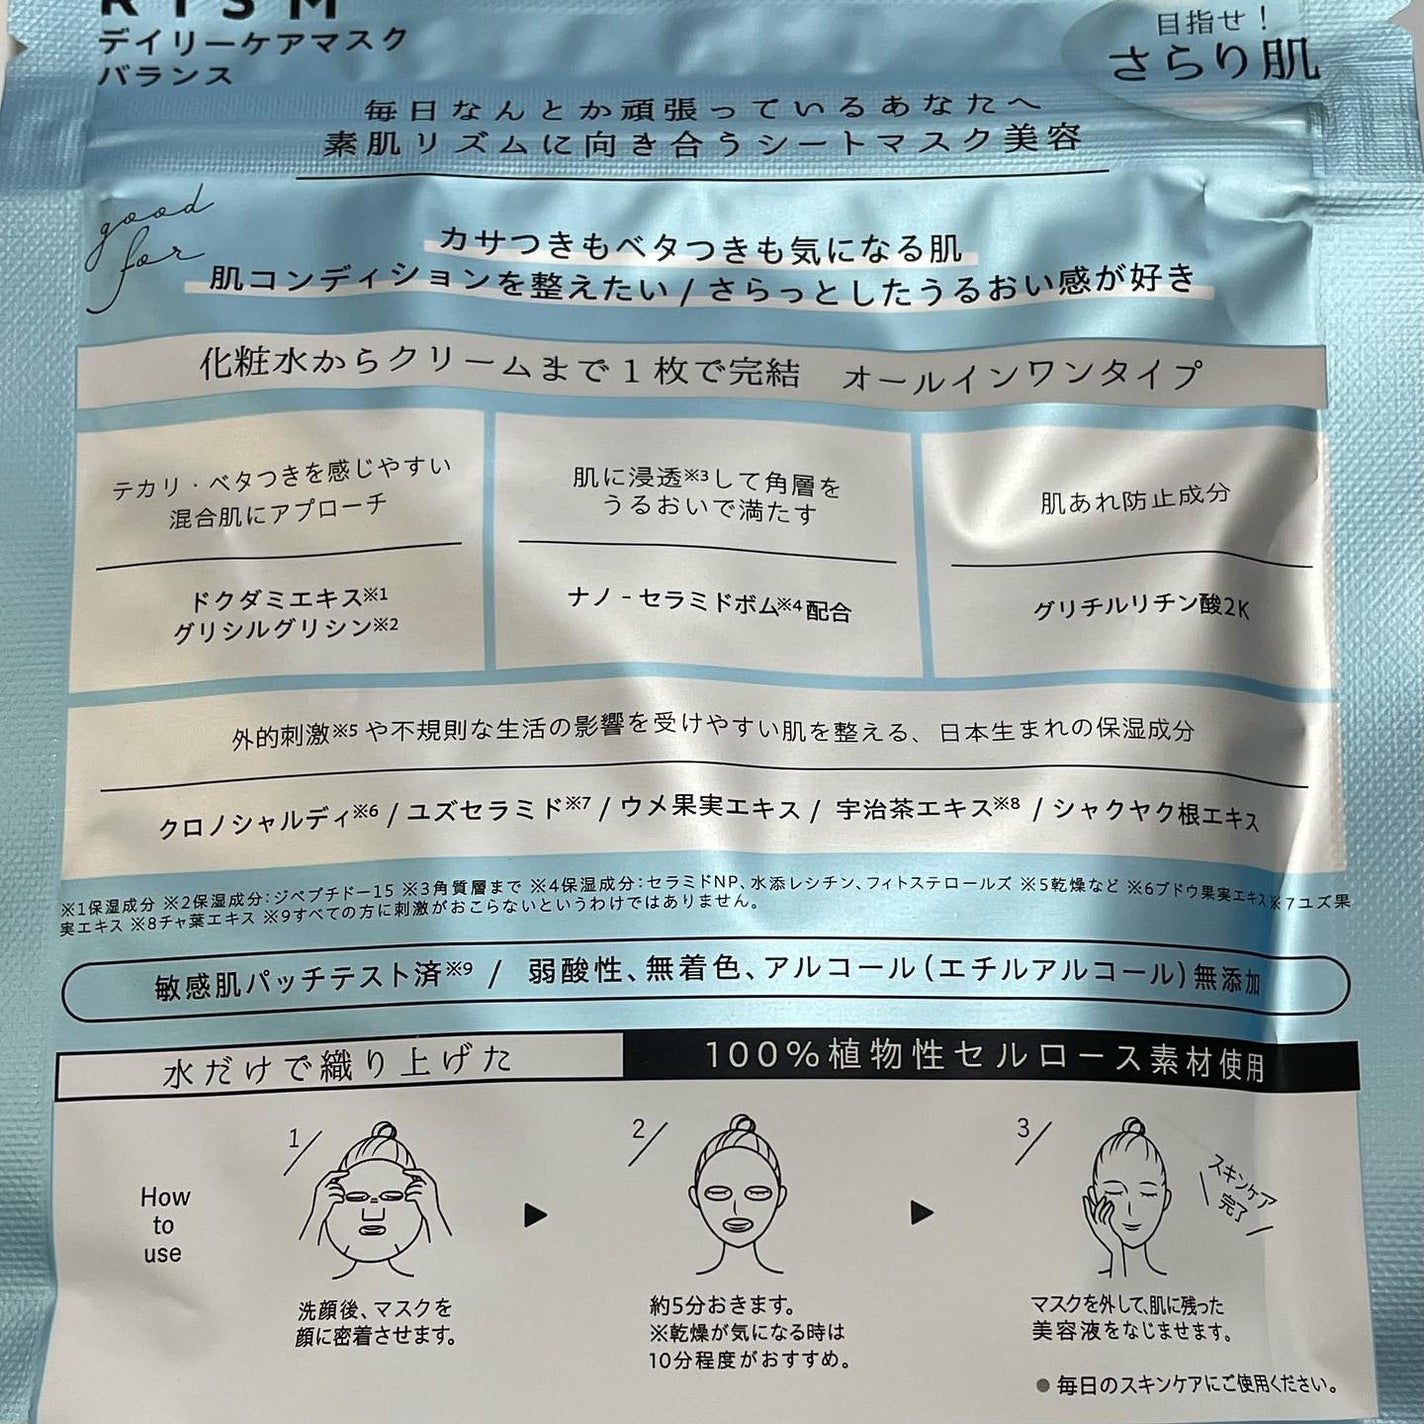 RISM
デイリーケアマスク
バランス
目指せ!
さらり肌
毎日なんとか頑張っているあなたへ
素肌リズムに向き合うシートマスク美容
good
for
カサつきもベタつきも気になる肌
肌コンディションを整えたい / さらっとしたうるおい感が好き
化粧水からクリームまで1枚で完結 オールインワンタイプ
テカリ・ベタつきを感じやすい
混合肌にアプローチ
ドクダミエキス※1
グリシルグリシン※2
肌に浸透※3して角層を
うるおいで満たす
ナノ-セラミドボム※4配合
肌あれ防止成分
グリチルリチン酸2K
外的刺激※5や不規則な生活の影響を受けやすい肌を整える、日本生まれの保湿成分
クロノシャルディ※6 / ユズセラミド※7 / ウメ果実エキス / 宇治茶エキス※8 / シャクヤク根エキス
※1保湿成分 ※2保湿成分:ジペプチド-15 ※3角質層まで ※4保湿成分:セラミドNP、水添レシチン、フィトステロールズ ※5乾燥など ※6ブドウ果実エキス※7ユズ果
実エキス ※8チャ葉エキス ※9すべての方に刺激がおこらないというわけではありません。
敏感肌パッチテスト済※9 / 弱酸性、無着色、アルコール(エチルアルコール)無添加
水だけで織り上げた 100%植物性セルロース素材使用
How
to
use
1/
洗顔後、マスクを
顔に密着させます。
2/
約5分おきます。
※乾燥が気になる時は
10分程度がおすすめ。
3/
スキンケア
完了
マスクを外して、肌に残った
美容液をなじませます。
●毎日のスキンケアにご使用ください。